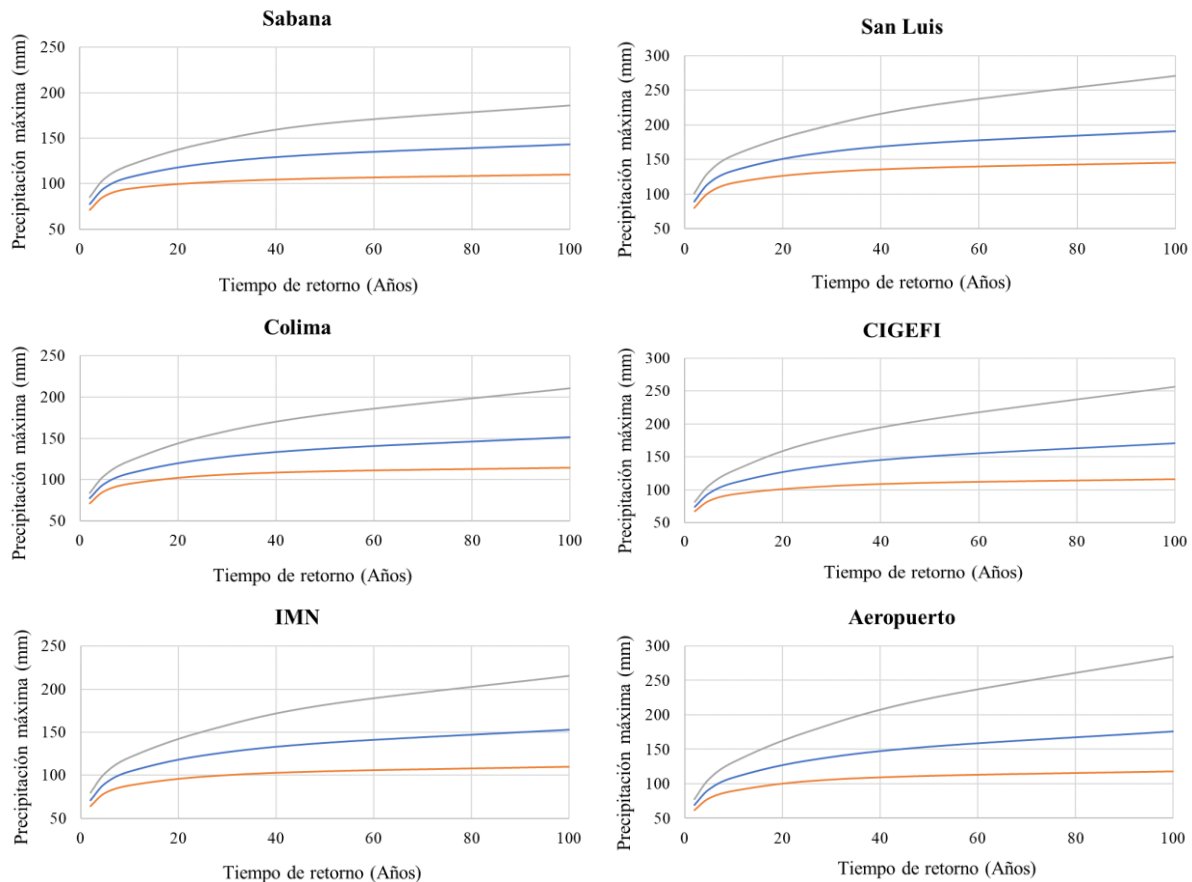 Sabana
Precipitación máxima (mm)
250
200
150
100
50
0 20 40 60 80 100
Tiempo de retorno (Años)
San Luis
Precipitación máxima (mm)
300
250
200
150
100
50
0 20 40 60 80 100
Tiempo de retorno (Años)
Colima
Precipitación máxima (mm)
250
200
150
100
50
0 20 40 60 80 100
Tiempo de retorno (Años)
CIGEFI
Precipitación máxima (mm)
300
250
200
150
100
50
0 20 40 60 80 100
Tiempo de retorno (Años)
IMN
Precipitación máxima (mm)
250
200
150
100
50
0 20 40 60 80 100
Tiempo de retorno (Años)
Aeropuerto
Precipitación máxima (mm)
300
250
200
150
100
50
0 20 40 60 80 100
Tiempo de retorno (Años)